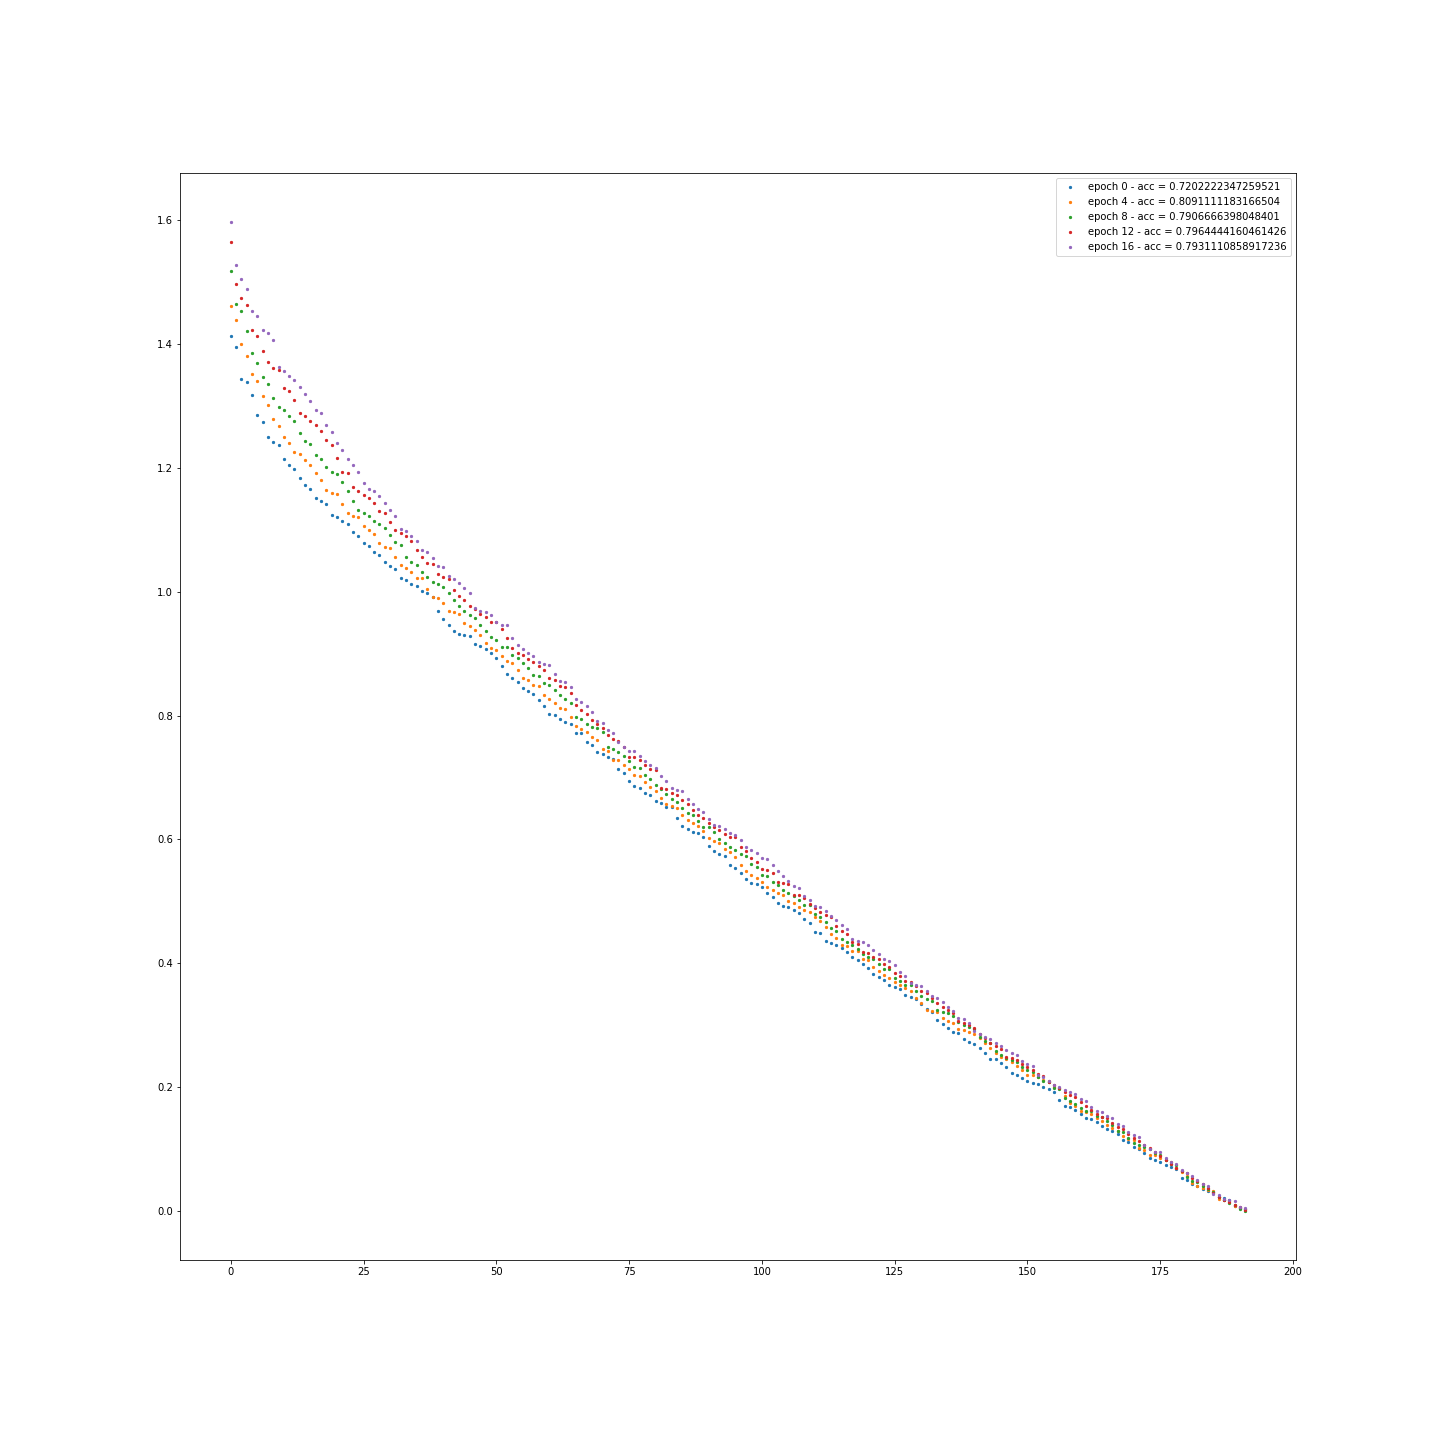 epoch 0 - acc = 0.7202222347259521
epoch 4 - acc = 0.8091111183166504
epoch 8 - acc = 0.7906666398048401
epoch 12 - acc = 0.7964444160461426
epoch 16 - acc = 0.7931110858917236
1.6
1.4
1.2
1.0
0.8
0.6
0.4
0.2
0.0
0 25 50 75 100 125 150 175 200